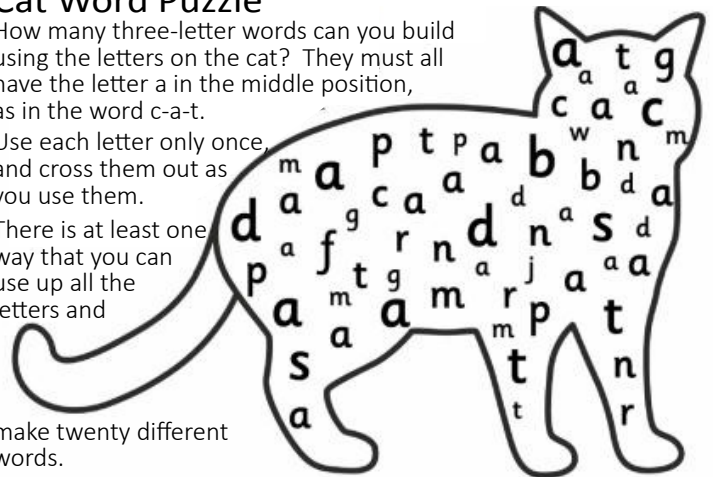 Cat Word Puzzle
How many three-letter words can you build
using the letters on the cat? They must all
have the letter a in the middle position,
as in the word c-a-t.
Use each letter only once,
and cross them out as
you use them.
There is at least one
way that you can
use up all the
letters and
make twenty different
words.
a t g
a a
c a c
w m
p t p a b n
m a a b d a
d a c a d
g d n a s d
a f r n
p t g a j a a a
a m a m r p t
m
a
s t n
a t r